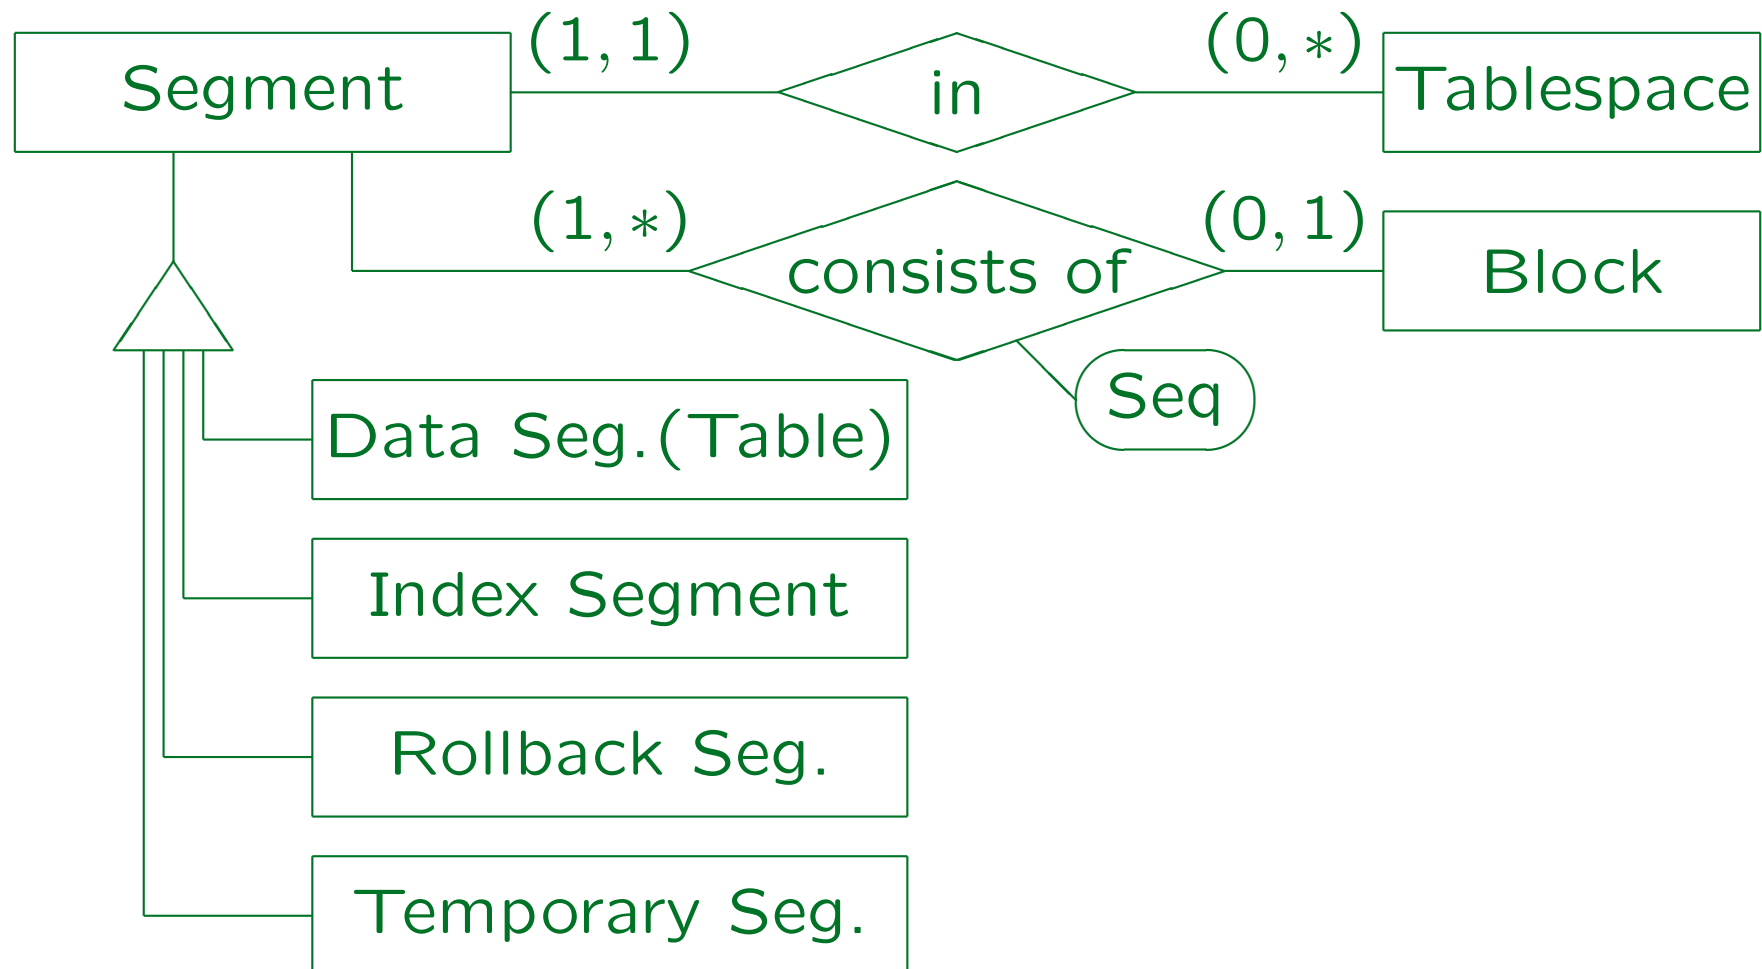 (1, 1)
(0, ∗)
Segment
in
Tablespace
(1, ∗)
(0, 1)
consists of
Block
Seq
Data Seg.(Table)
Index Segment
Rollback Seg.
Temporary Seg.